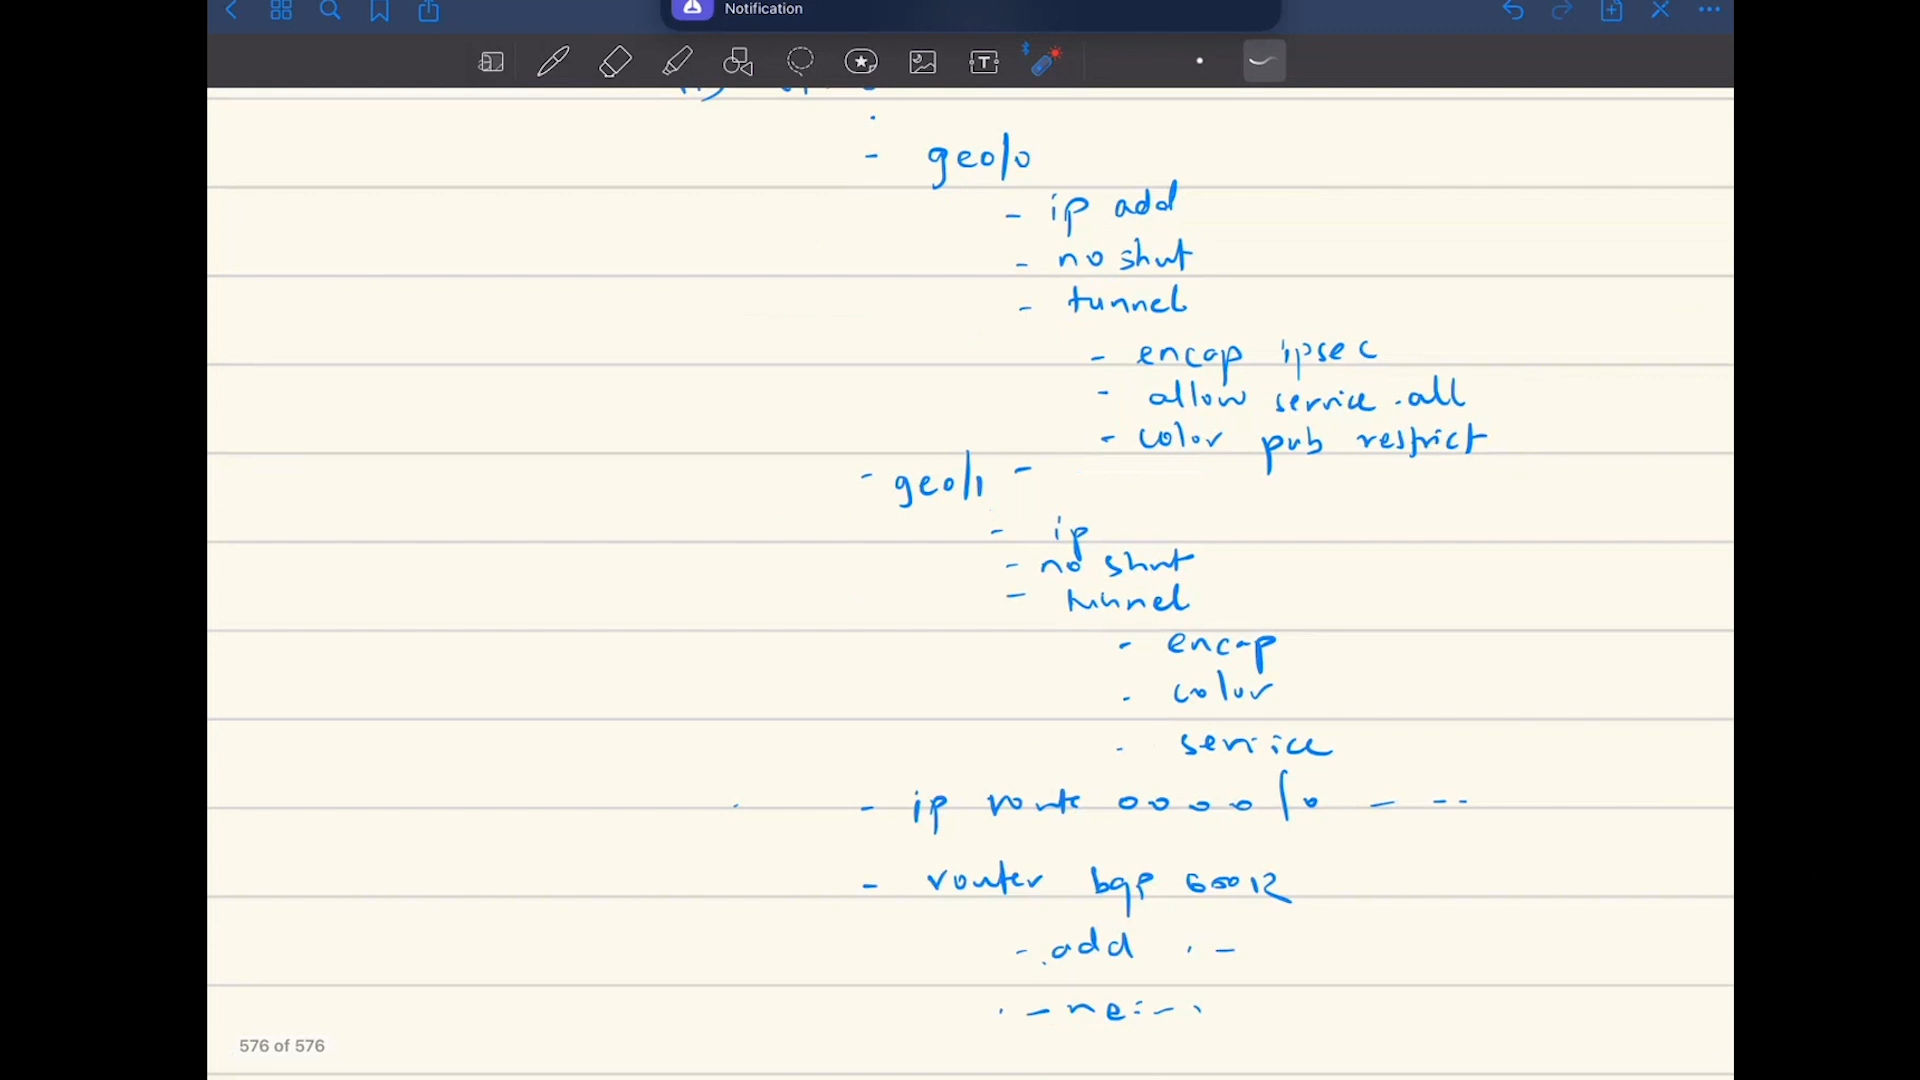 Notification
- geo/0
- ip add
- no shut
- tunnel
- encap ipsec
- allow service . all
- color pub restrict
- geo/1 -
- ip
- no shut
- tunnel
- encap
. color
. service
- ip route 0 0 0 0 / 0 - - -
- router bgp 65012
- add . -
576 of 576